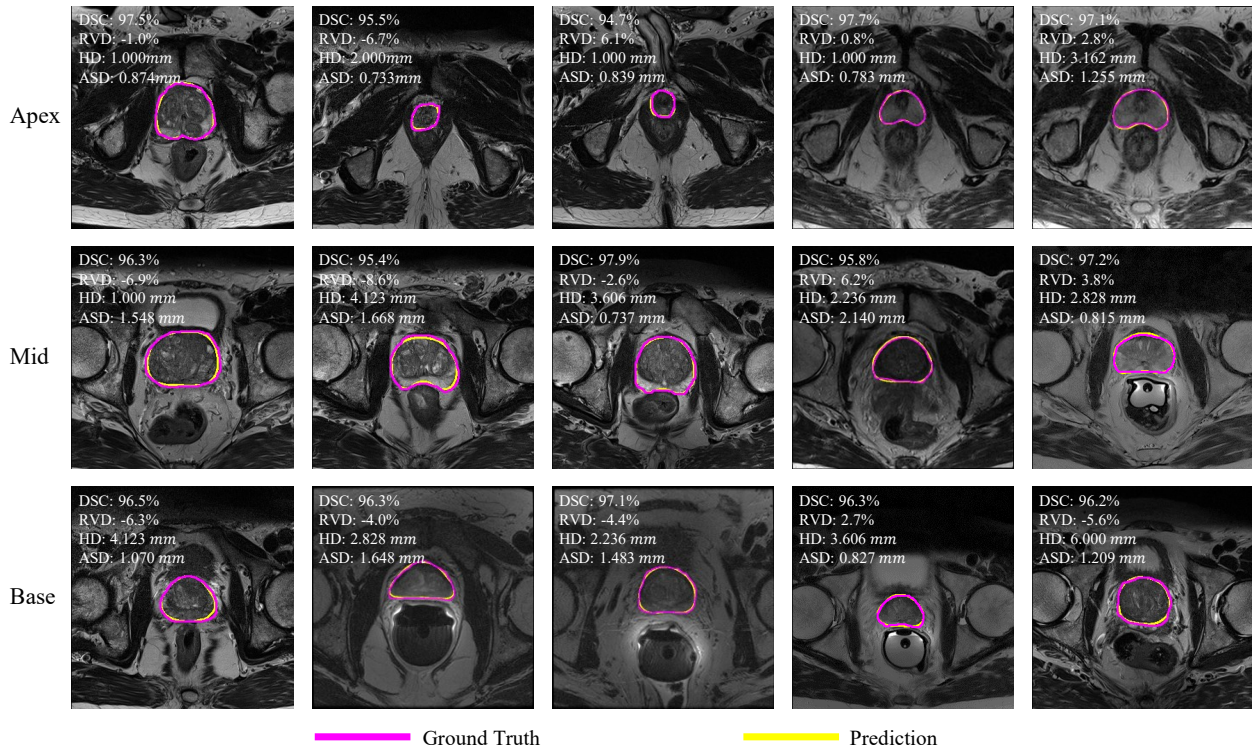 DSC: 97.5%
RVD: -1.0%
HD: 1.000mm
ASD: 0.874mm
DSC: 95.5%
RVD: -6.7%
HD: 2.000mm
ASD: 0.733mm
DSC: 94.7%
RVD: 6.1%
HD: 1.000 mm
ASD: 0.839 mm
DSC: 97.7%
RVD: 0.8%
HD: 1.000 mm
ASD: 0.783 mm
DSC: 97.1%
RVD: 2.8%
HD: 3.162 mm
ASD: 1.255 mm
Apex
DSC: 96.3%
RVD: -6.9%
HD: 1.000 mm
ASD: 1.548 mm
DSC: 95.4%
RVD: -8.6%
HD: 4.123 mm
ASD: 1.668 mm
DSC: 97.9%
RVD: -2.6%
HD: 3.606 mm
ASD: 0.737 mm
DSC: 95.8%
RVD: 6.2%
HD: 2.236 mm
ASD: 2.140 mm
DSC: 97.2%
RVD: 3.8%
HD: 2.828 mm
ASD: 0.815 mm
Mid
DSC: 96.5%
RVD: -6.3%
HD: 4.123 mm
ASD: 1.070 mm
DSC: 96.3%
RVD: -4.0%
HD: 2.828 mm
ASD: 1.648 mm
DSC: 97.1%
RVD: -4.4%
HD: 2.236 mm
ASD: 1.483 mm
DSC: 96.3%
RVD: 2.7%
HD: 3.606 mm
ASD: 0.827 mm
DSC: 96.2%
RVD: -5.6%
HD: 6.000 mm
ASD: 1.209 mm
Base
Ground Truth
Prediction